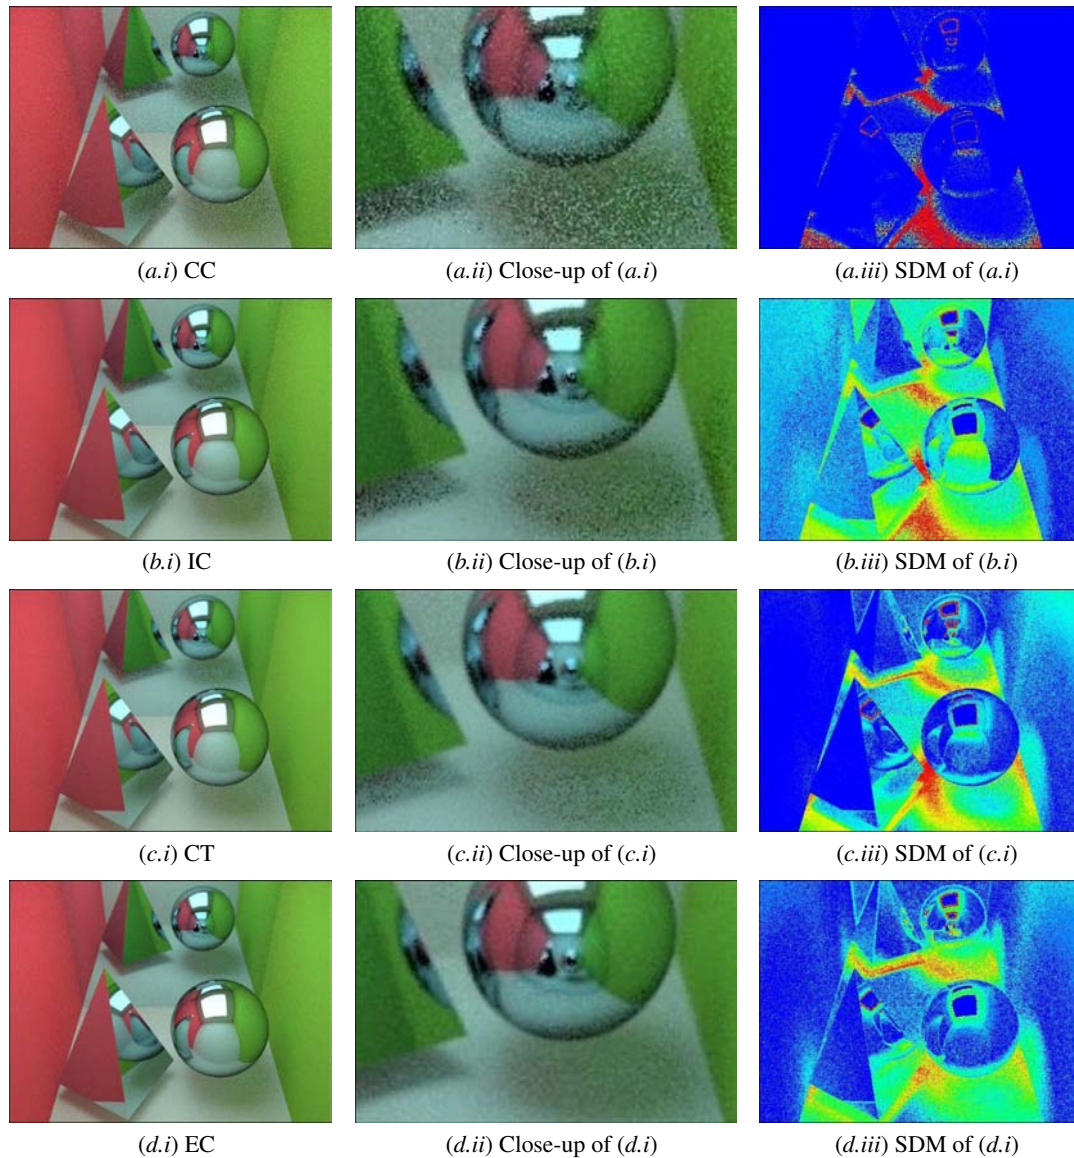 (a.i) CC
(a.ii) Close-up of (a.i)
(a.iii) SDM of (a.i)
(b.i) IC
(b.ii) Close-up of (b.i)
(b.iii) SDM of (b.i)
(c.i) CT
(c.ii) Close-up of (c.i)
(c.iii) SDM of (c.i)
(d.i) EC
(d.ii) Close-up of (d.i)
(d.iii) SDM of (d.i)